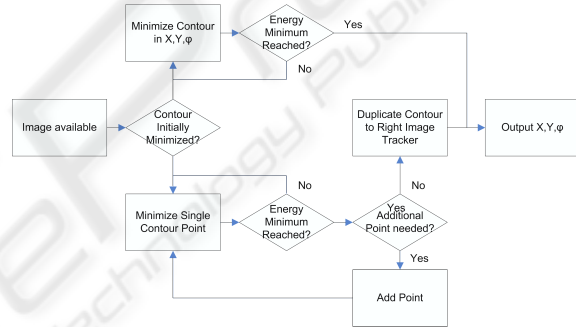 Minimize Contour
in X,Y,φ
Energy
Minimum
Reached?
Yes
No
Image available
Contour
Initially
Minimized?
Duplicate Contour
to Right Image
Tracker
Output X,Y,φ
No
No
Minimize Single
Contour Point
Energy
Minimum
Reached?
Yes
Additional
Point needed?
Yes
Add Point